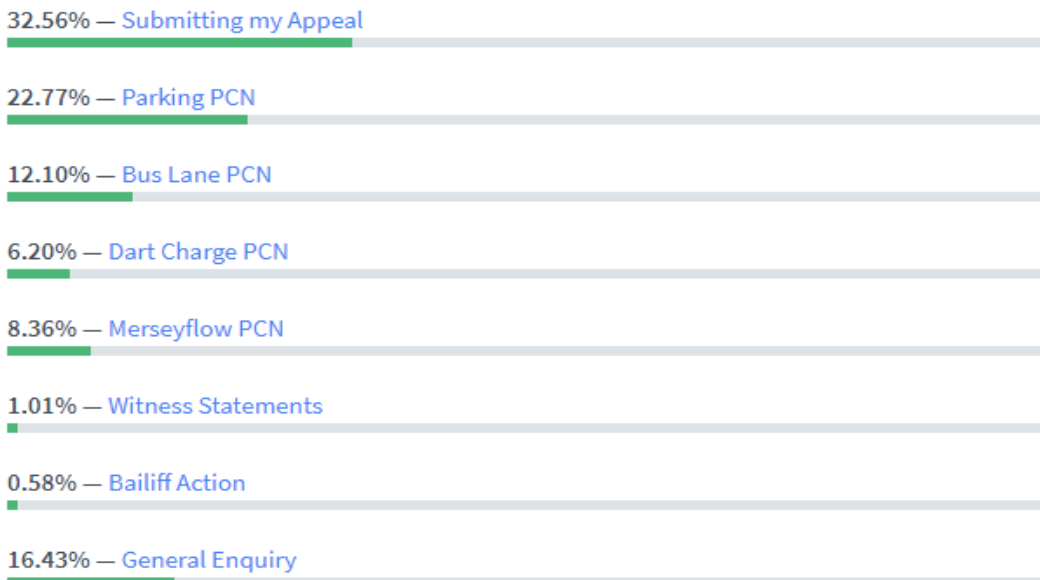 32.56% — Submitting my Appeal
22.77% — Parking PCN
12.10% — Bus Lane PCN
6.20% — Dart Charge PCN
8.36% — Merseyflow PCN
1.01% — Witness Statements
0.58% — Bailiff Action
16.43% — General Enquiry